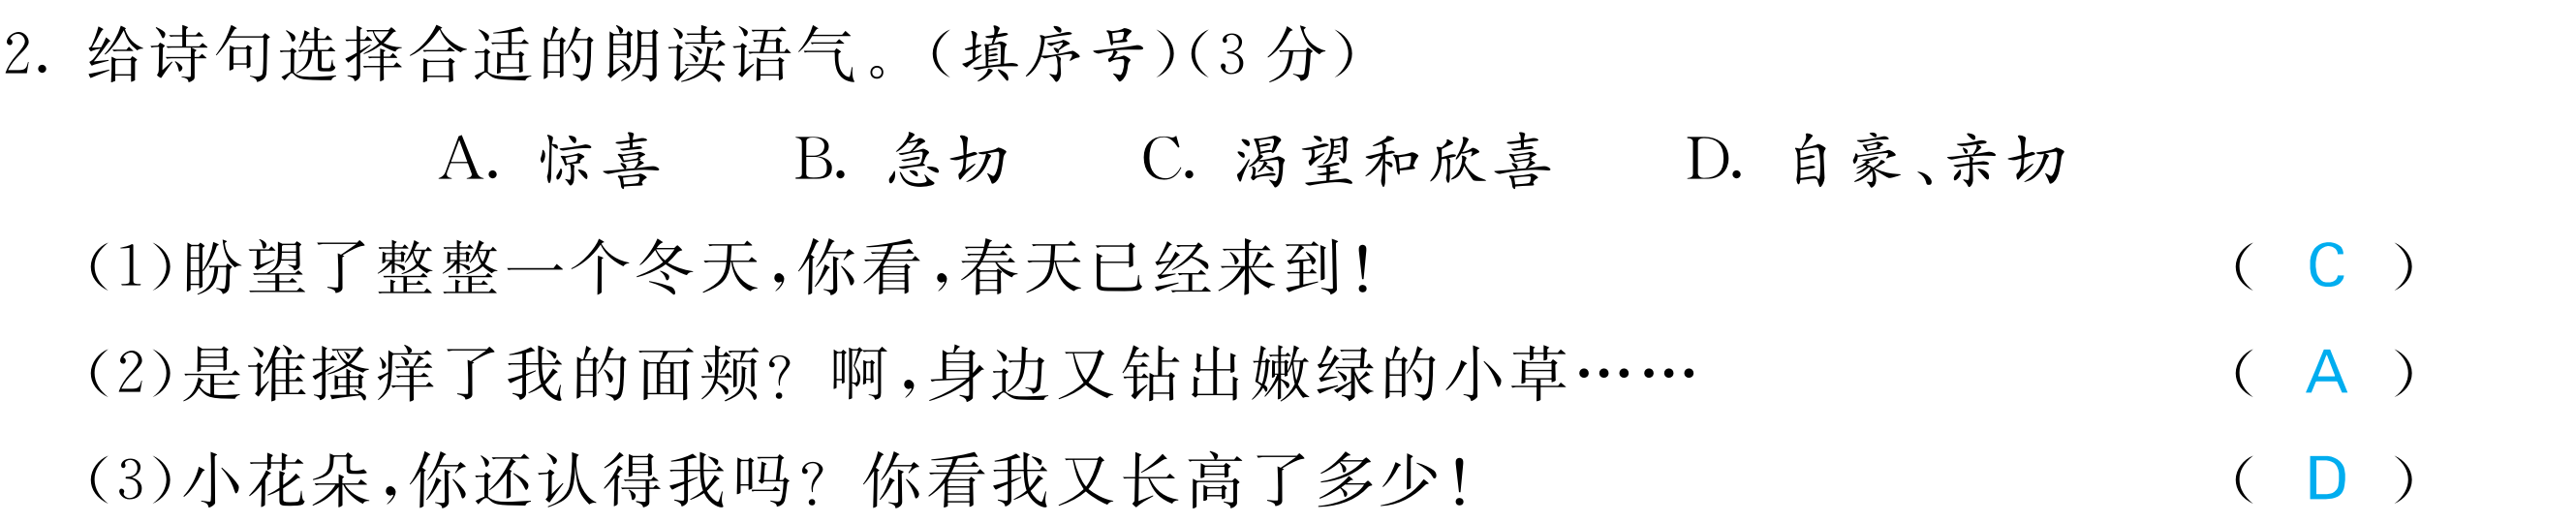 2. 给诗句选择合适的朗读语气。(填序号)(3 分)
A. 惊喜 B. 急切 C. 渴望和欣喜 D. 自豪、亲切
(1)盼望了整整一个冬天,你看,春天已经来到! ( C )
(2)是谁搔痒了我的面颊? 啊,身边又钻出嫩绿的小草…… ( A )
(3)小花朵,你还认得我吗? 你看我又长高了多少! ( D )